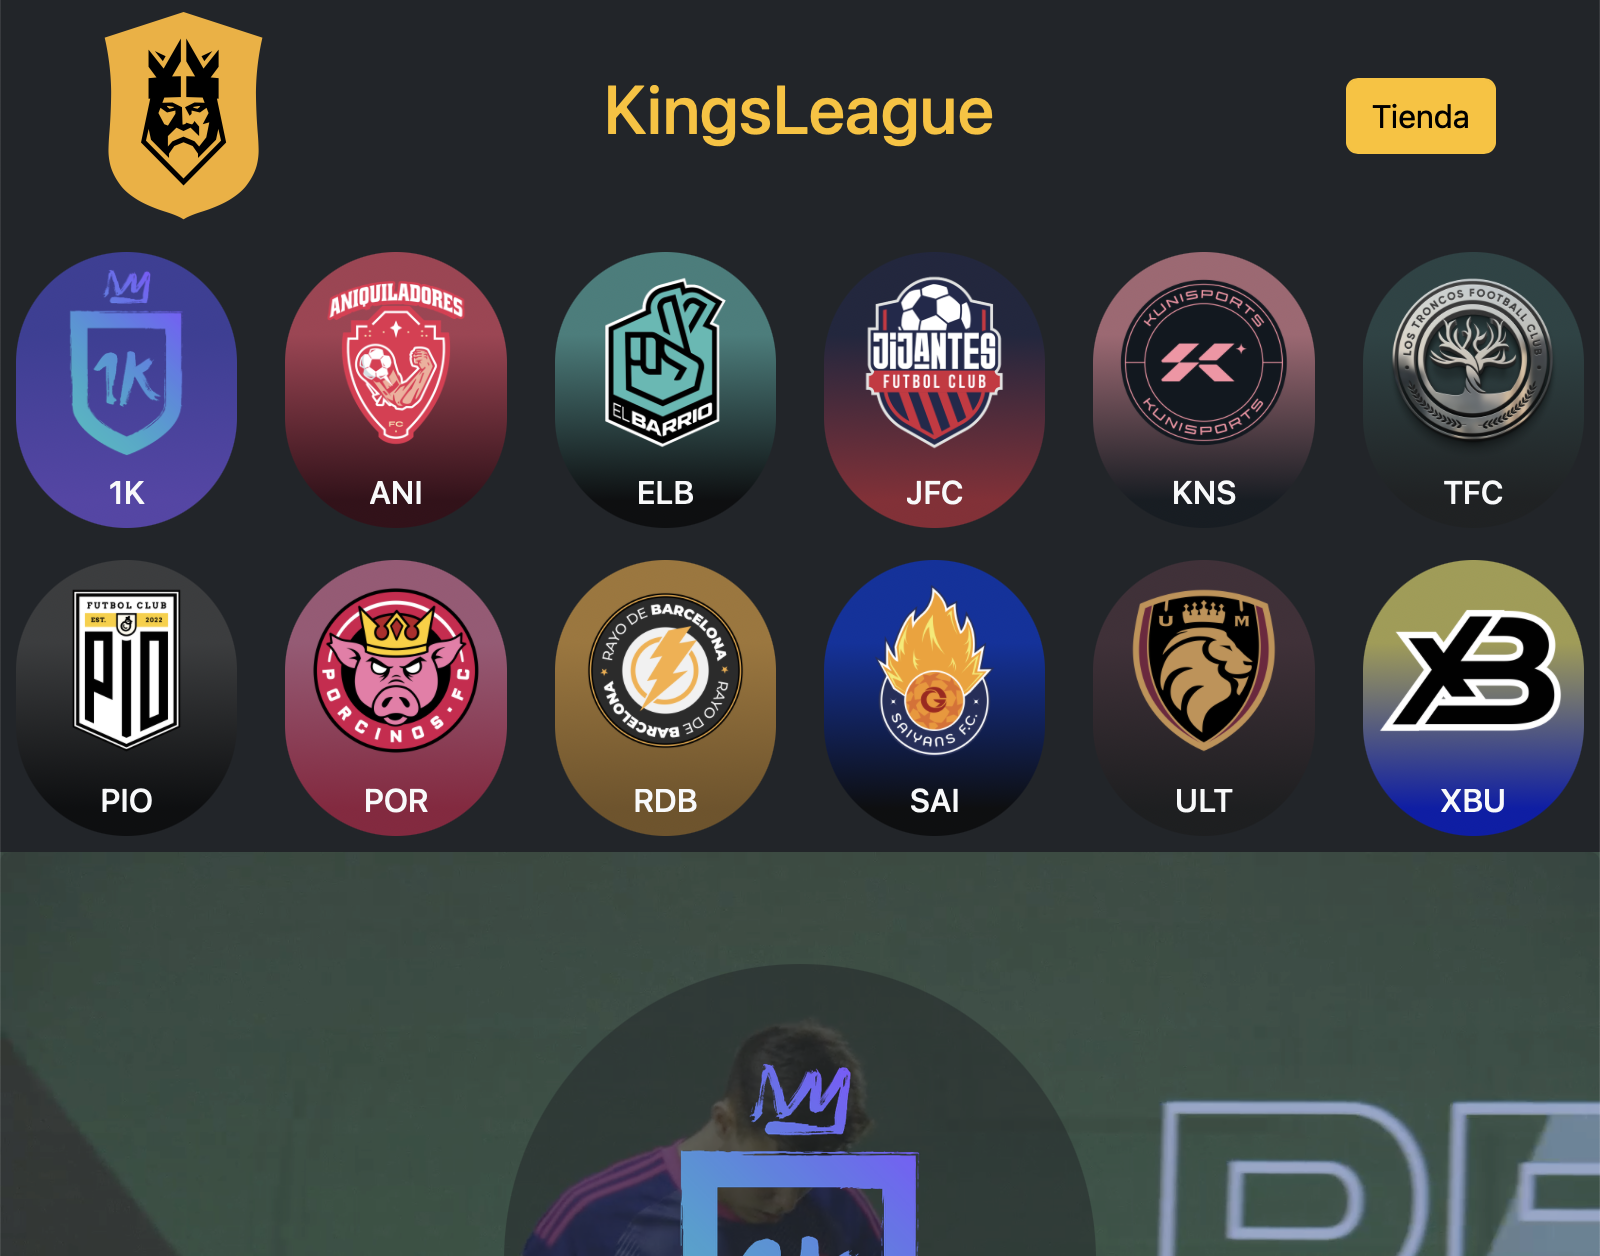 KingsLeague
Tienda
1K
1K
ANIQUILADORES
FC
ANI
EL BARRIO
ELB
JIJANTES
FUTBOL CLUB
JFC
KUNISPORTS
K
KUNISPORTS
KNS
LOS TRONCOS FOOTBALL CLUB
TFC
FUTBOL CLUB
EST. 2022
PIO
PIO
PORCINOS·FC
POR
RAYO DE BARCELONA
RAYO DE BARCELONA
RDB
G
SAIYANS F.C.
SAI
U M
ULT
XB
XBU
1K